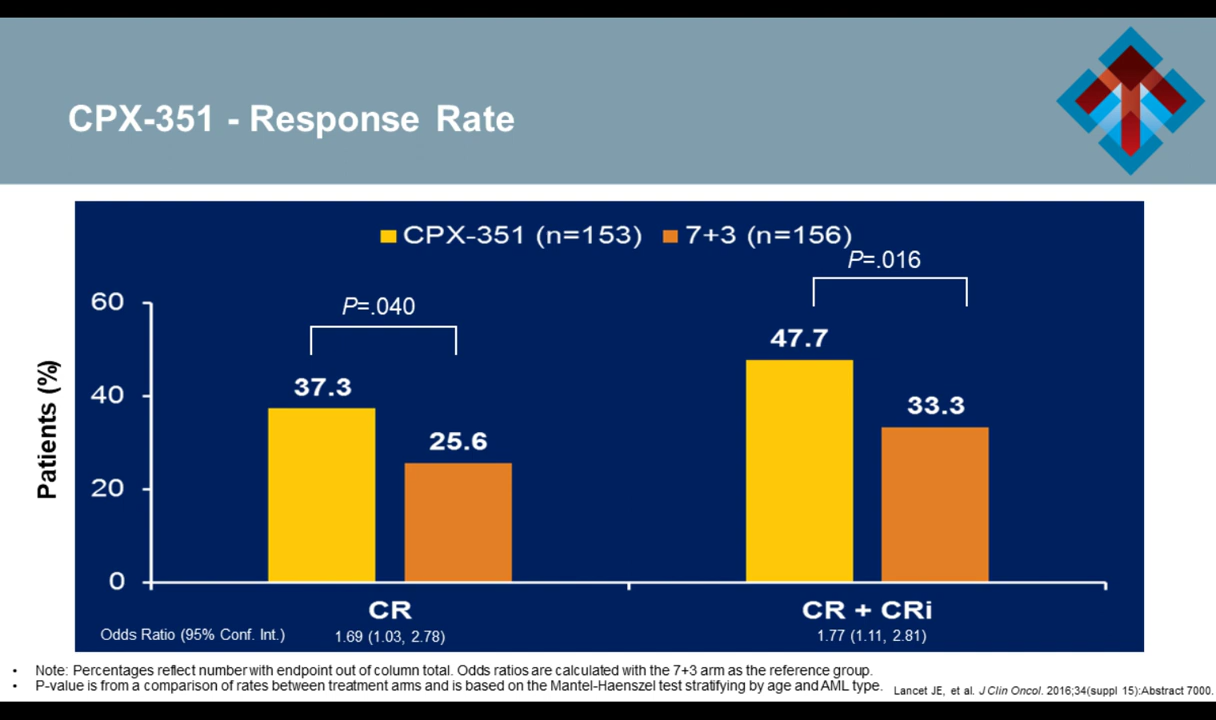 CPX-351 - Response Rate
CPX-351 (n=153) 7+3 (n=156)
P=.016
P=.040
60
40
20
0
Patients (%)
37.3
25.6
47.7
33.3
CR
CR + CRi
Odds Ratio (95% Conf. Int.) 1.69 (1.03, 2.78) 1.77 (1.11, 2.81)
• Note: Percentages reflect number with endpoint out of column total. Odds ratios are calculated with the 7+3 arm as the reference group.
• P-value is from a comparison of rates between treatment arms and is based on the Mantel-Haenszel test stratifying by age and AML type.
Lancet JE, et al. J Clin Oncol. 2016;34(suppl 15):Abstract 7000.